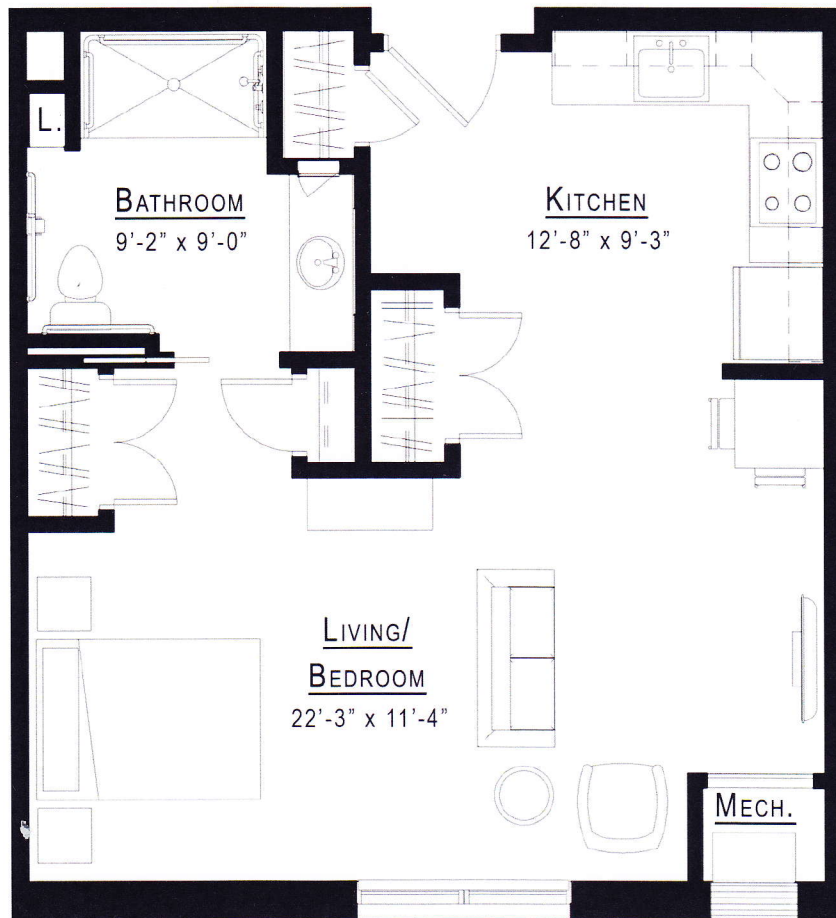 L.
BATHROOM
9'-2" x 9'-0"
KITCHEN
12'-8" x 9'-3"
LIVING/
BEDROOM
22'-3" x 11'-4"
MECH.